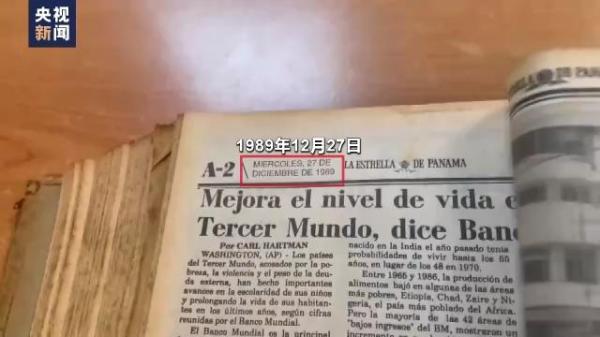 央视
新闻
1989年12月27日
A-2
MIERCOLES, 27 DE
DICIEMBRE DE 1989
LA ESTRELLA DE PANAMA
Mejora el nivel de vida e
Tercer Mundo, dice Banc
Por CARL HARTMAN
WASHINGTON, (AP) - Los países
del Tercer Mundo, acosados por la po-
breza, la violencia y el peso de la deu-
da externa, han hecho importantes
avances en la escolaridad de sus niños
y prolongando la vida de sus habitan-
tes en los últimos años, según cifras
reunidas por el Banco Mundial.
El Banco Mundial es la principal
nacido en la India el año pasado tenía
probabilidades de vivir hasta los 55
años, en lugar de los 48 en 1970.
Entre 1965 y 1986, la producción de
alimentos bajó en algunas de las áreas
más pobres, Etiopía, Chad, Zaire y Ni-
geria, el país más poblado del Africa.
Pero la mayoría de las 42 áreas de
"bajos ingresos" del BM, mostraron un
incremento en
DE PAN